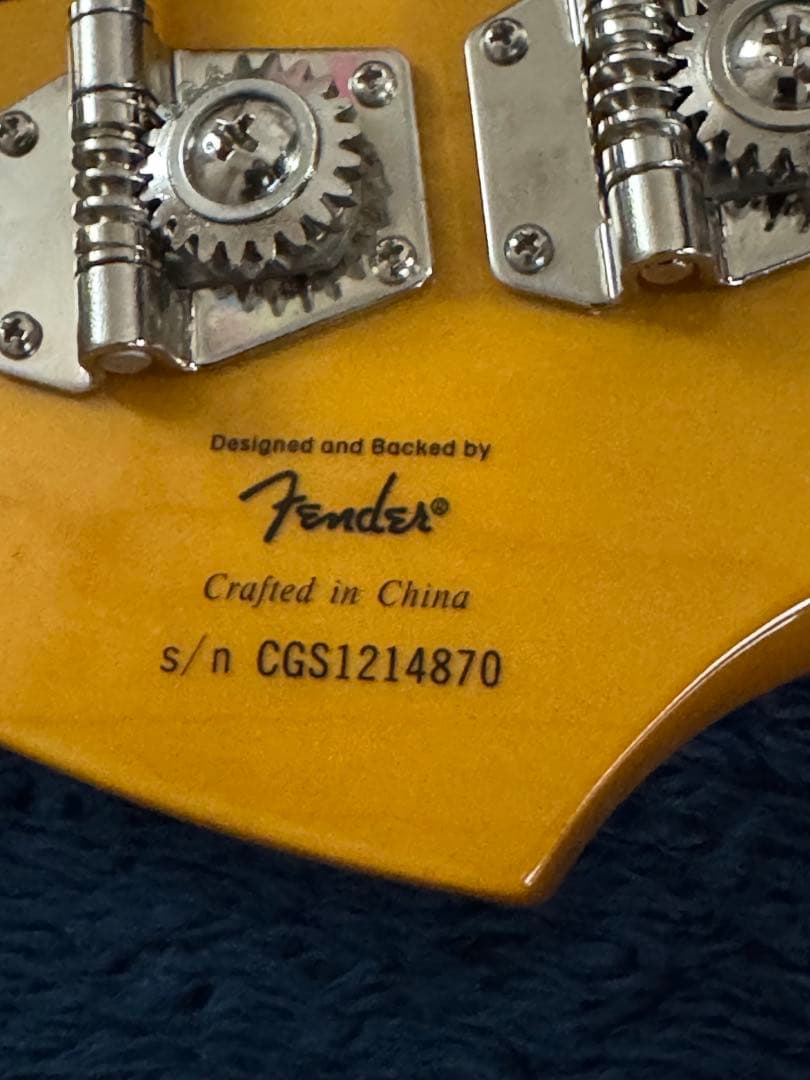 Designed and Backed by
Fender®
Crafted in China
s/n CGS1214870